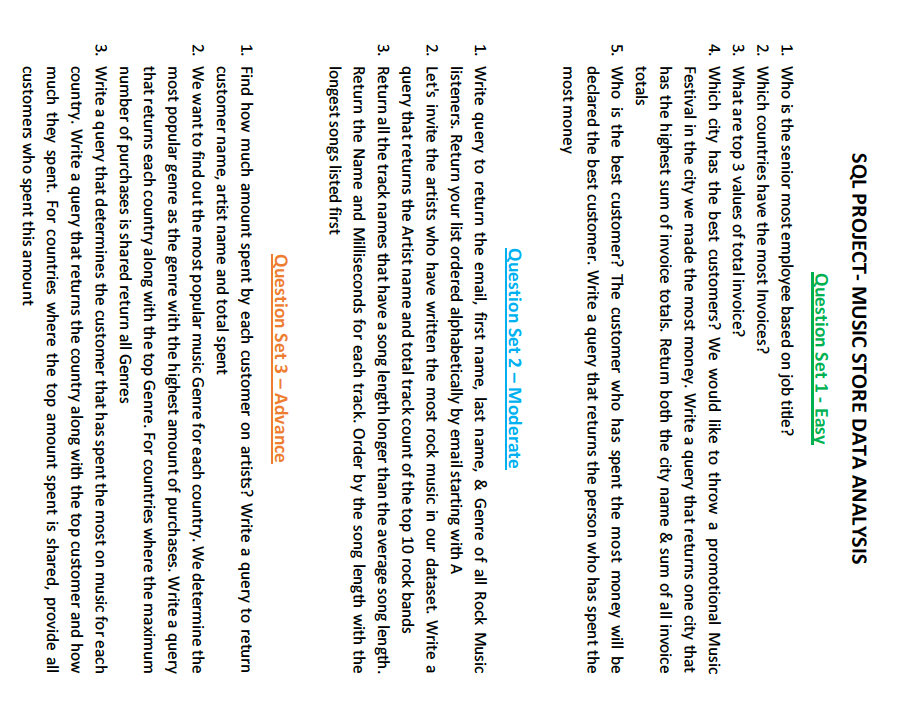 SQL PROJECT- MUSIC STORE DATA ANALYSIS
Question Set 1 - Easy
1. Who is the senior most employee based on job title?
2. Which countries have the most Invoices?
3. What are top 3 values of total invoice?
4. Which city has the best customers? We would like to throw a promotional Music
Festival in the city we made the most money. Write a query that returns one city that
has the highest sum of invoice totals. Return both the city name & sum of all invoice
totals
5. Who is the best customer? The customer who has spent the most money will be
declared the best customer. Write a query that returns the person who has spent the
most money
Question Set 2 – Moderate
1. Write query to return the email, first name, last name, & Genre of all Rock Music
listeners. Return your list ordered alphabetically by email starting with A
2. Let's invite the artists who have written the most rock music in our dataset. Write a
query that returns the Artist name and total track count of the top 10 rock bands
3. Return all the track names that have a song length longer than the average song length.
Return the Name and Milliseconds for each track. Order by the song length with the
longest songs listed first
Question Set 3 – Advance
1. Find how much amount spent by each customer on artists? Write a query to return
customer name, artist name and total spent
2. We want to find out the most popular music Genre for each country. We determine the
most popular genre as the genre with the highest amount of purchases. Write a query
that returns each country along with the top Genre. For countries where the maximum
number of purchases is shared return all Genres
3. Write a query that determines the customer that has spent the most on music for each
country. Write a query that returns the country along with the top customer and how
much they spent. For countries where the top amount spent is shared, provide all
customers who spent this amount